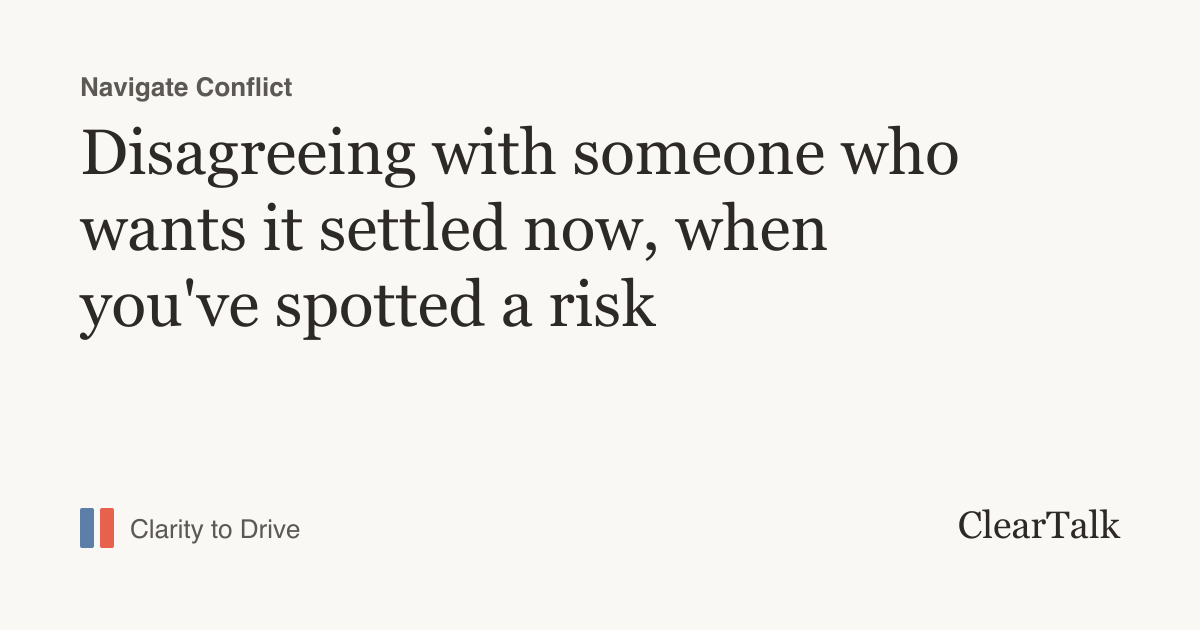 Navigate Conflict
Disagreeing with someone who
wants it settled now, when
you've spotted a risk
Clarity to Drive
ClearTalk